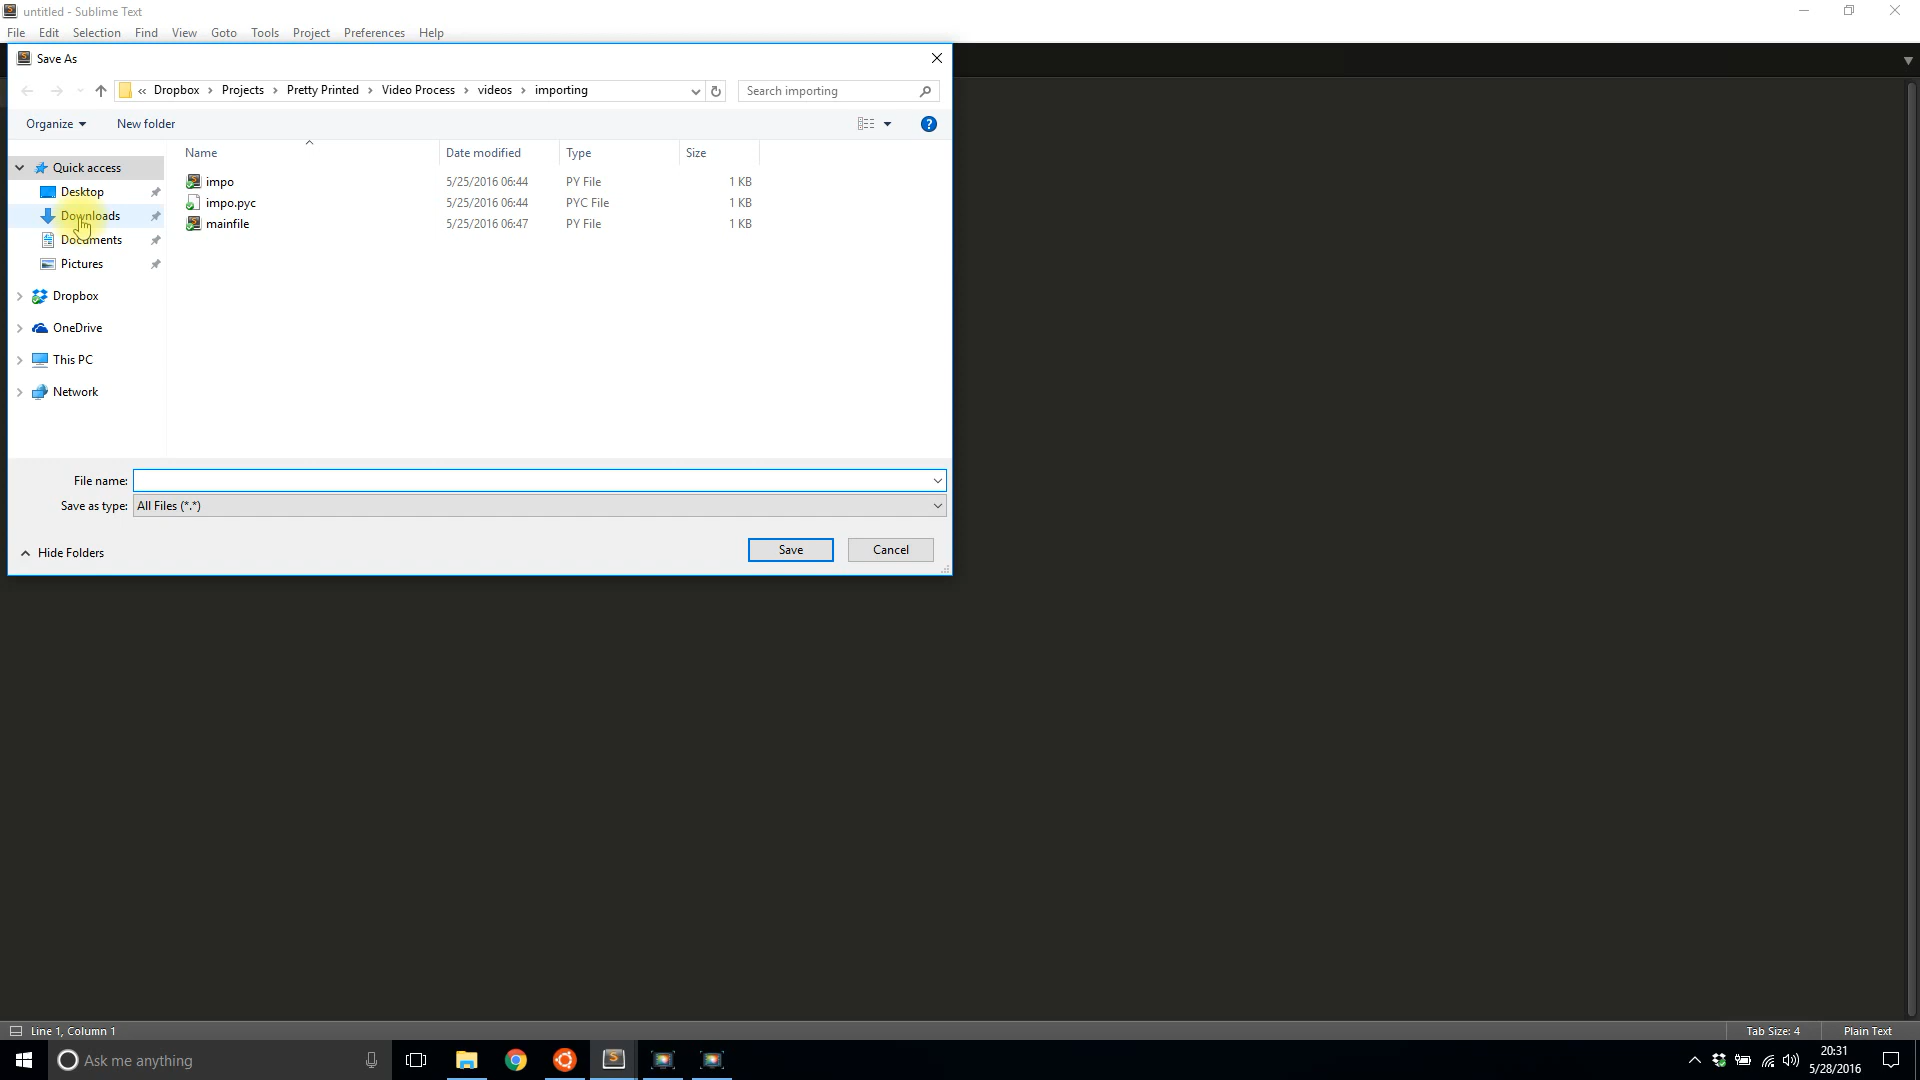 untitled - Sublime Text
File Edit Selection Find View Goto Tools Project Preferences Help
Save As
« Dropbox › Projects › Pretty Printed › Video Process › videos › importing
Search importing
Organize New folder
Name Date modified Type Size
Quick access
impo 5/25/2016 06:44 PY File 1 KB
Desktop
impo.pyc 5/25/2016 06:44 PYC File 1 KB
Downloads
mainfile 5/25/2016 06:47 PY File 1 KB
Documents
Pictures
Dropbox
OneDrive
This PC
Network
File name:
Save as type: All Files (*.*)
Hide Folders
Save Cancel
Line 1, Column 1
Tab Size: 4 Plain Text
Ask me anything
20:31
5/28/2016